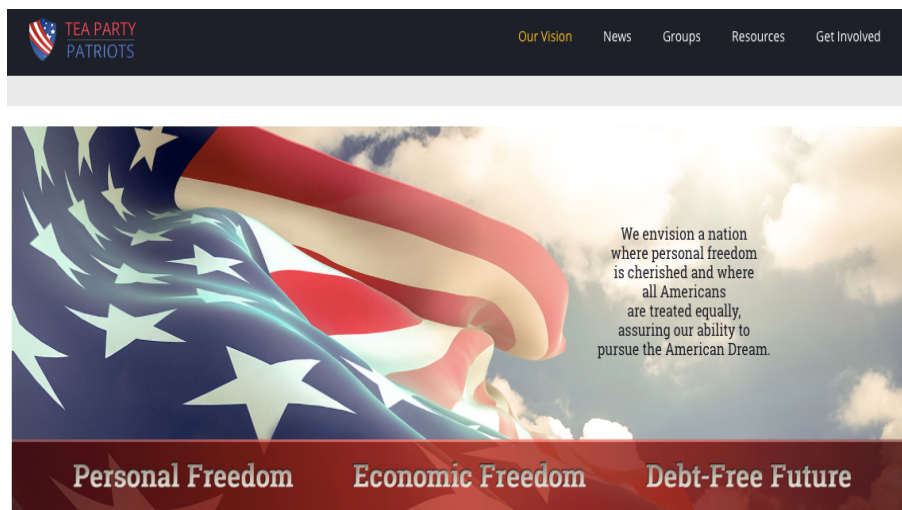 TEA PARTY
PATRIOTS
Our Vision News Groups Resources Get Involved
We envision a nation
where personal freedom
is cherished and where
all Americans
are treated equally,
assuring our ability to
pursue the American Dream.
Personal Freedom Economic Freedom Debt-Free Future